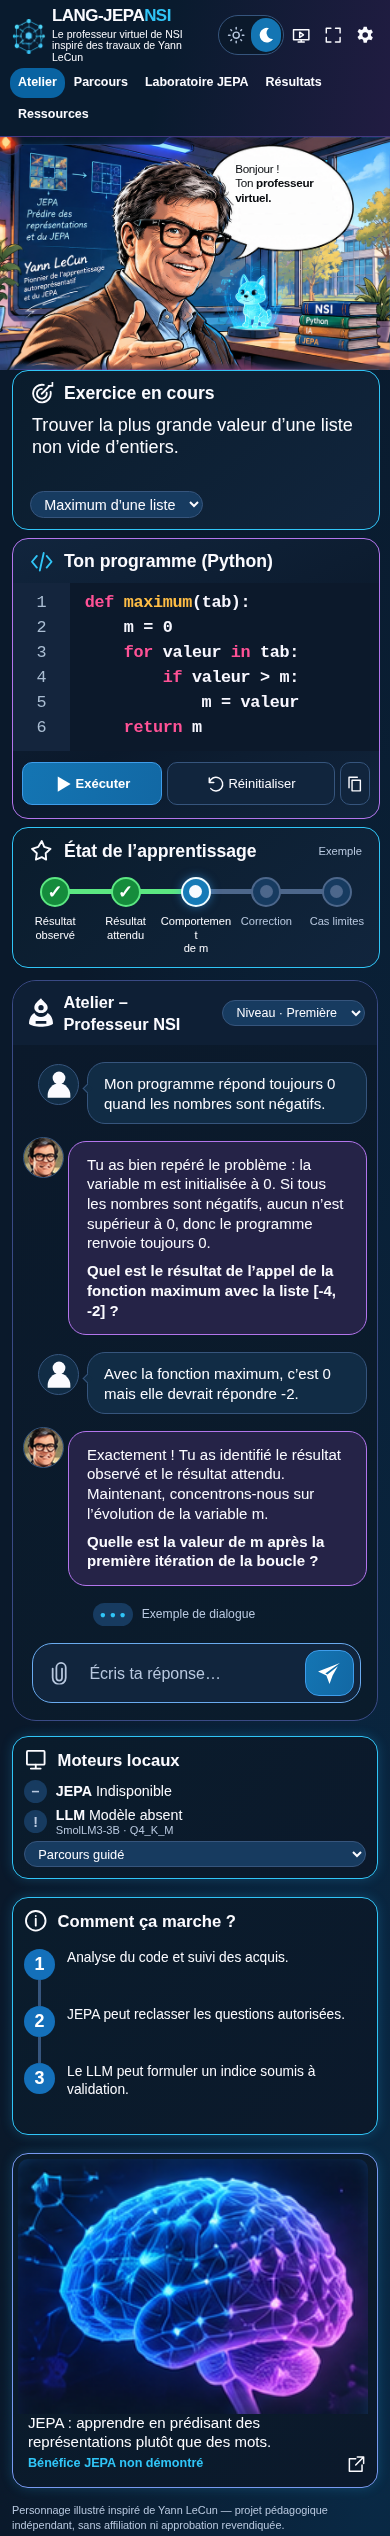 LANG-JEPANSI
Le professeur virtuel de NSI
inspiré des travaux de Yann
LeCun
Atelier
Parcours
Laboratoire JEPA
Résultats
Ressources
JEPA
Prédire des
représentations
et du JEPA
Yann LeCun
Pionnier de l'apprentissage
autoreprésentatif
et du JEPA
Bonjour !
Ton professeur
virtuel.
NSI
Python
IA
JEPA
Exercice en cours
Trouver la plus grande valeur d’une liste
non vide d’entiers.
Maximum d’une liste
Ton programme (Python)
1 def maximum(tab):
2 m = 0
3 for valeur in tab:
4 if valeur > m:
5 m = valeur
6 return m
Exécuter
Réinitialiser
État de l’apprentissage
Exemple
Résultat
observé
Résultat
attendu
Comportemen
t
de m
Correction
Cas limites
Atelier –
Professeur NSI
Niveau · Première
Mon programme répond toujours 0
quand les nombres sont négatifs.
Tu as bien repéré le problème : la
variable m est initialisée à 0. Si tous
les nombres sont négatifs, aucun n’est
supérieur à 0, donc le programme
renvoie toujours 0.
Quel est le résultat de l’appel de la
fonction maximum avec la liste [-4,
-2] ?
Avec la fonction maximum, c’est 0
mais elle devrait répondre -2.
Exactement ! Tu as identifié le résultat
observé et le résultat attendu.
Maintenant, concentrons-nous sur
l’évolution de la variable m.
Quelle est la valeur de m après la
première itération de la boucle ?
Exemple de dialogue
Écris ta réponse…
Moteurs locaux
– JEPA Indisponible
! LLM Modèle absent
SmolLM3-3B · Q4_K_M
Parcours guidé
Comment ça marche ?
1 Analyse du code et suivi des acquis.
2 JEPA peut reclasser les questions autorisées.
3 Le LLM peut formuler un indice soumis à
validation.
JEPA : apprendre en prédisant des
représentations plutôt que des mots.
Bénéfice JEPA non démontré
Personnage illustré inspiré de Yann LeCun — projet pédagogique
indépendant, sans affiliation ni approbation revendiquée.